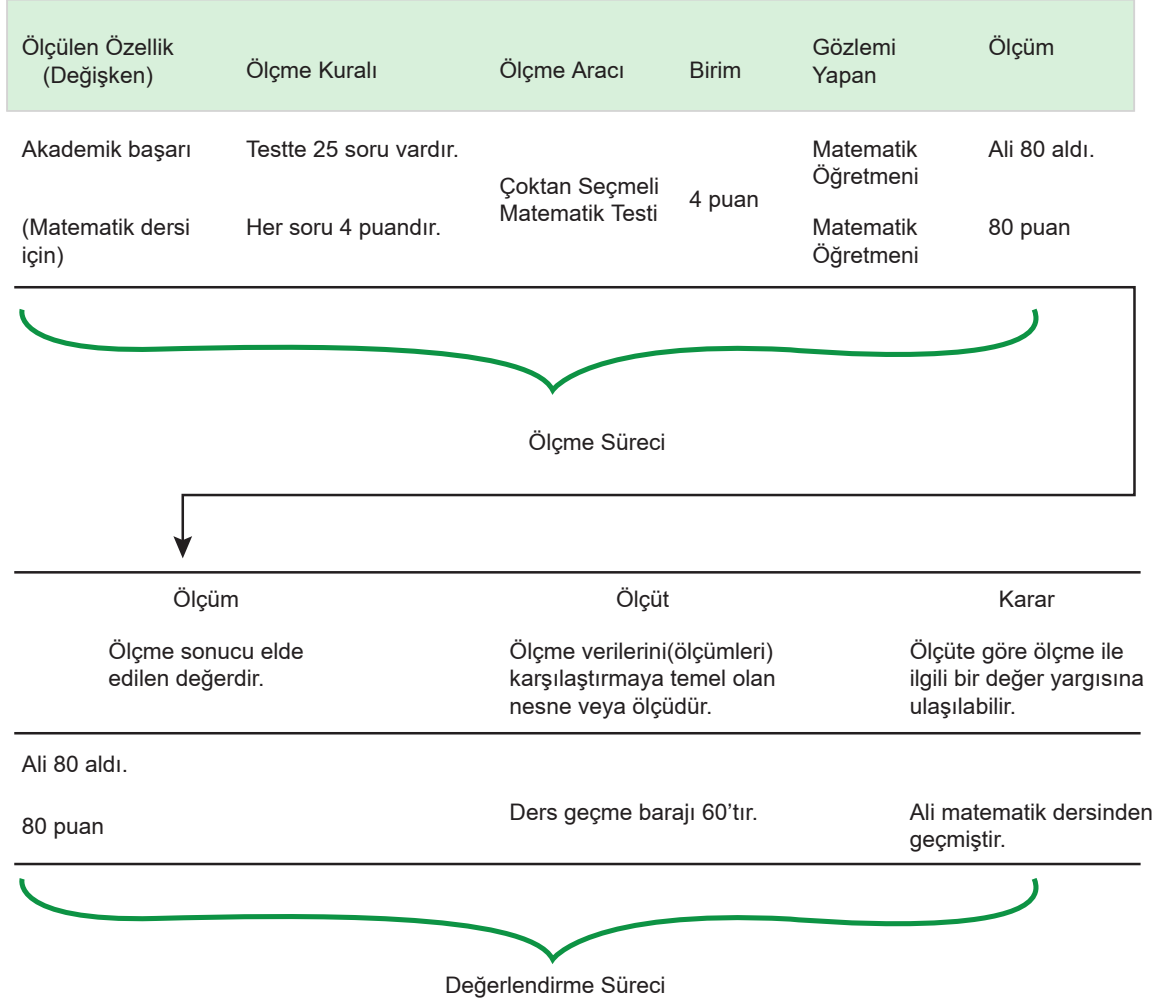 Ölçülen Özellik
(Değişken)
Ölçme Kuralı
Ölçme Aracı
Birim
Gözlemi
Yapan
Ölçüm
Akademik başarı
Testte 25 soru vardır.
Çoktan Seçmeli
Matematik Testi
4 puan
Matematik
Öğretmeni
Ali 80 aldı.
(Matematik dersi
için)
Her soru 4 puandır.
Matematik
Öğretmeni
80 puan
Ölçme Süreci
Ölçüm
Ölçüt
Karar
Ölçme sonucu elde
edilen değerdir.
Ölçme verilerini(ölçümleri)
karşılaştırmaya temel olan
nesne veya ölçüdür.
Ölçüte göre ölçme ile
ilgili bir değer yargısına
ulaşılabilir.
Ali 80 aldı.
80 puan
Ders geçme barajı 60’tır.
Ali matematik dersinden
geçmiştir.
Değerlendirme Süreci